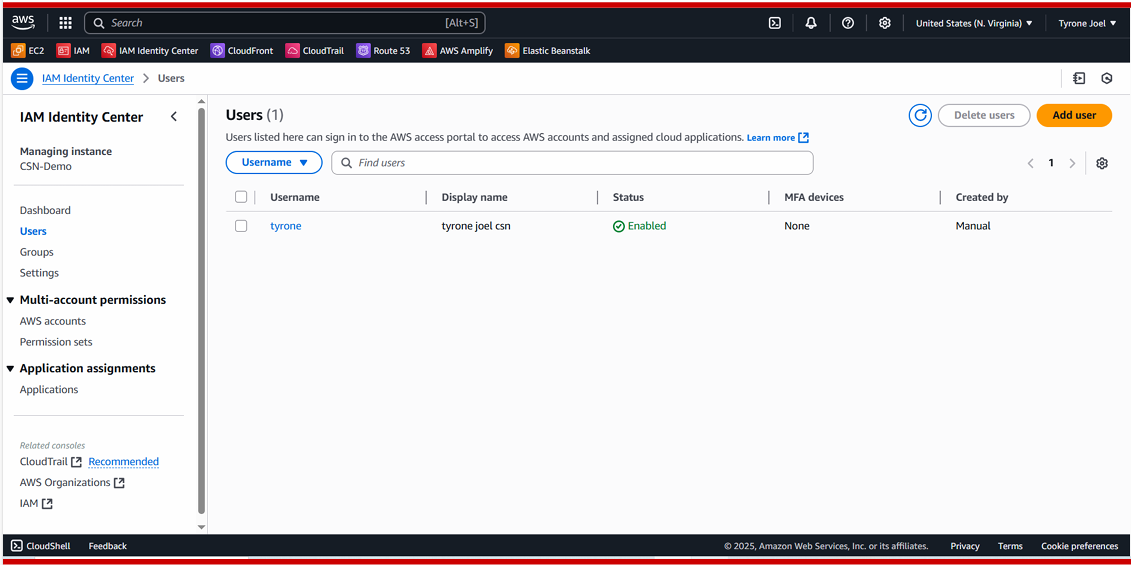 aws Search [Alt+S] United States (N. Virginia) Tyrone Joel
EC2 IAM IAM Identity Center CloudFront CloudTrail Route 53 AWS Amplify Elastic Beanstalk
IAM Identity Center Users
IAM Identity Center
Managing instance
CSN-Demo
Dashboard
Users
Groups
Settings
Multi-account permissions
AWS accounts
Permission sets
Application assignments
Applications
Related consoles
CloudTrail Recommended
AWS Organizations
IAM
Users (1)
Delete users Add user
Users listed here can sign in to the AWS access portal to access AWS accounts and assigned cloud applications. Learn more
Username Find users 1
Username Display name Status MFA devices Created by
tyrone tyrone joel csn Enabled None Manual
CloudShell Feedback © 2025, Amazon Web Services, Inc. or its affiliates. Privacy Terms Cookie preferences